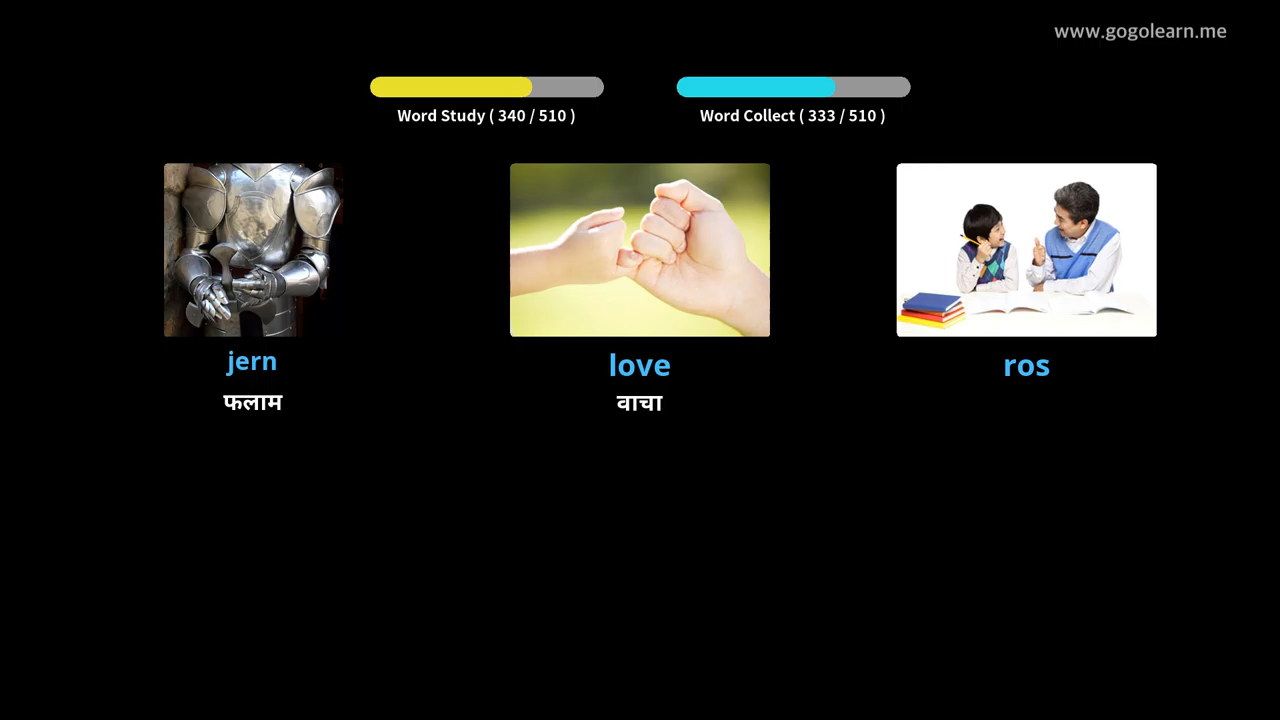 www.gogolearn.me
Word Study ( 340 / 510 )
Word Collect ( 333 / 510 )
jern
फलाम
love
वाचा
ros